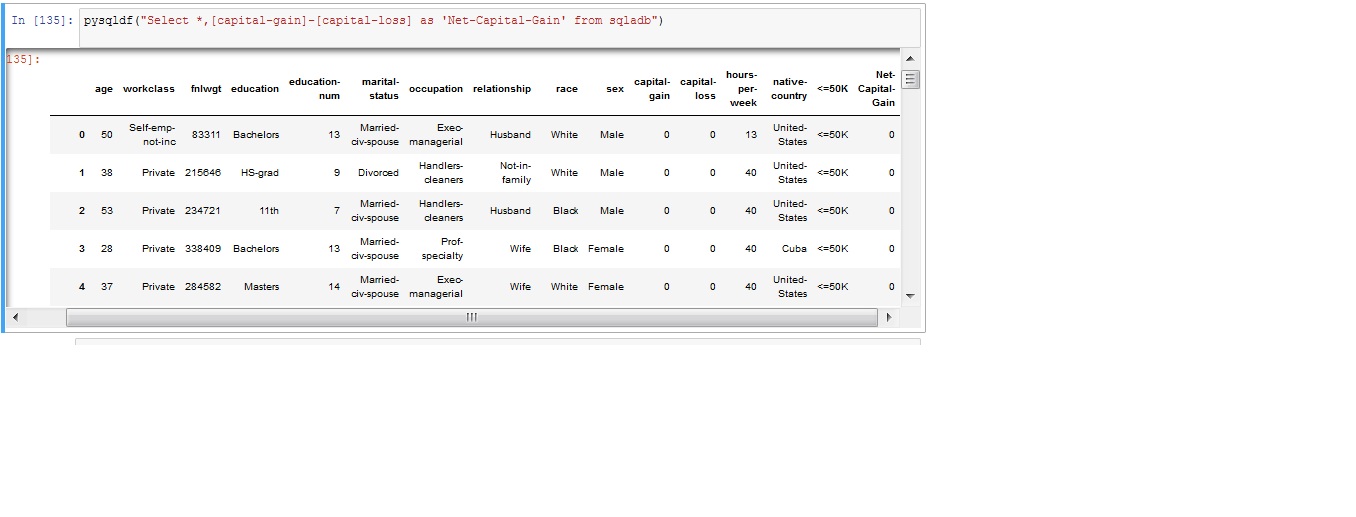 In [135]: pysqldf("Select *,[capital-gain]-[capital-loss] as 'Net-Capital-Gain' from sqladb")
135]:
age workclass fnlwgt education education-num marital-status occupation relationship race sex capital-gain capital-loss hours-per-week native-country <=50K Net-Capital-Gain
0 50 Self-emp-not-inc 83311 Bachelors 13 Married-civ-spouse Exec-managerial Husband White Male 0 0 13 United-States <=50K 0
1 38 Private 215646 HS-grad 9 Divorced Handlers-cleaners Not-in-family White Male 0 0 40 United-States <=50K 0
2 53 Private 234721 11th 7 Married-civ-spouse Handlers-cleaners Husband Black Male 0 0 40 United-States <=50K 0
3 28 Private 338409 Bachelors 13 Married-civ-spouse Prof-specialty Wife Black Female 0 0 40 Cuba <=50K 0
4 37 Private 284582 Masters 14 Married-civ-spouse Exec-managerial Wife White Female 0 0 40 United-States <=50K 0